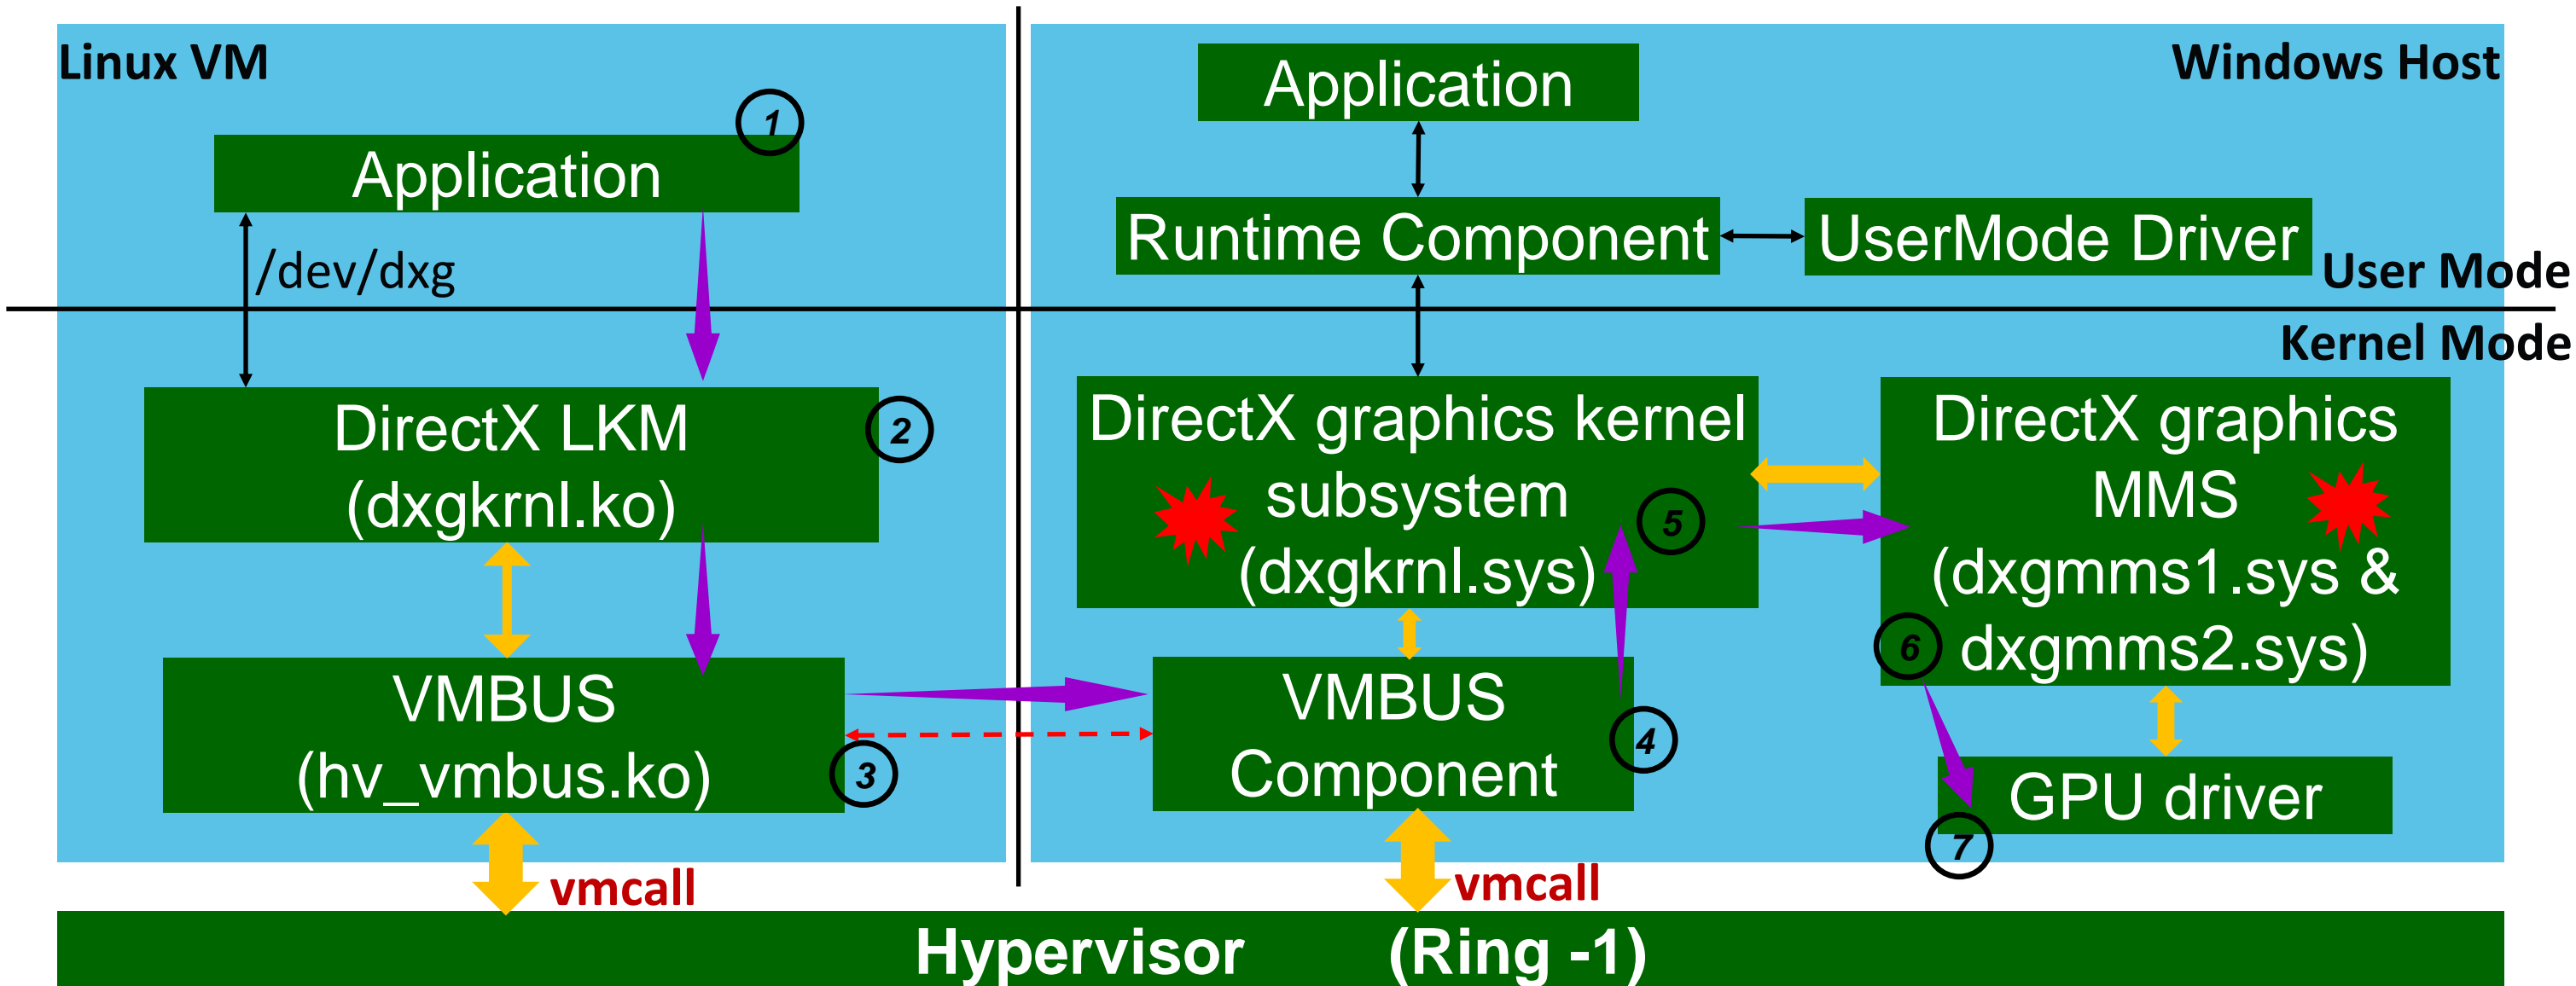 Linux VM
Windows Host
Application
1
Application
/dev/dxg
Runtime Component
UserMode Driver
User Mode
Kernel Mode
DirectX LKM
(dxgkrnl.ko)
2
DirectX graphics kernel
subsystem
(dxgkrnl.sys)
5
DirectX graphics
MMS
(dxgmms1.sys &
dxgmms2.sys)
6
VMBUS
(hv_vmbus.ko)
3
VMBUS
Component
4
GPU driver
7
vmcall
vmcall
Hypervisor (Ring -1)